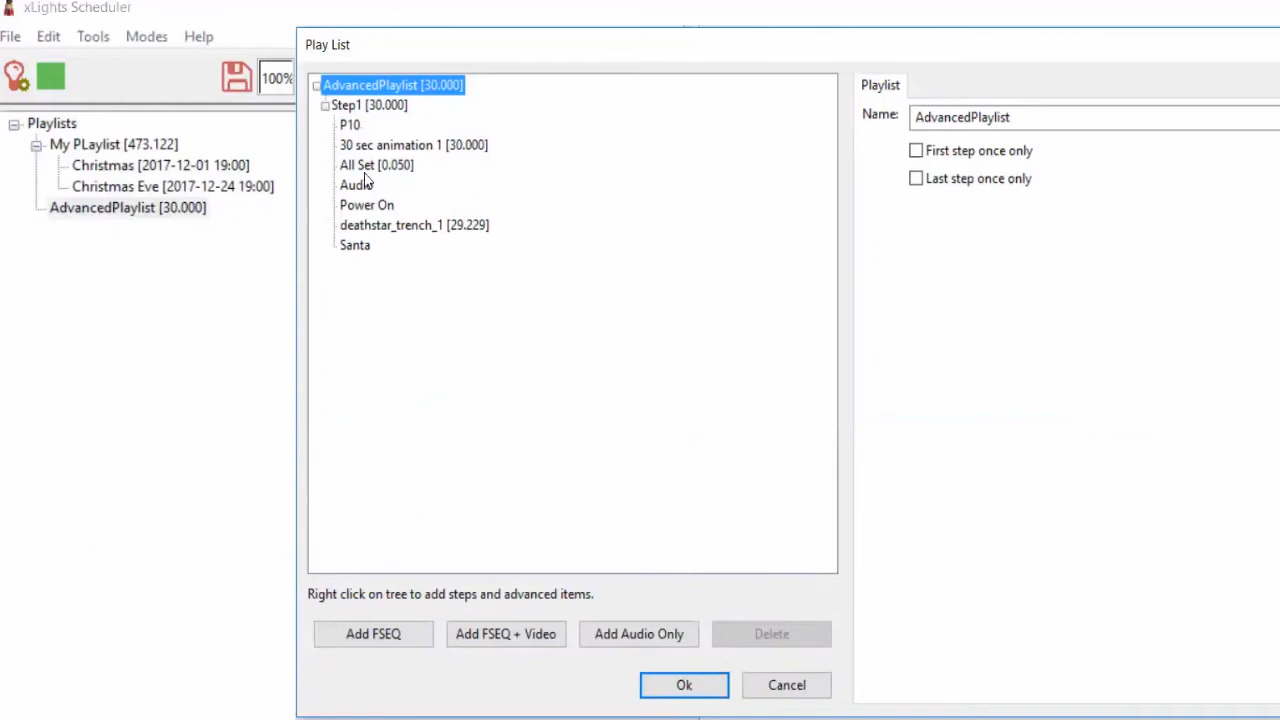 xLights Scheduler
File Edit Tools Modes Help
100%
Playlists
My PLaylist [473.122]
Christmas [2017-12-01 19:00]
Christmas Eve [2017-12-24 19:00]
AdvancedPlaylist [30.000]
Play List
AdvancedPlaylist [30.000]
Step1 [30.000]
P10
30 sec animation 1 [30.000]
All Set [0.050]
Audio
Power On
deathstar_trench_1 [29.229]
Santa
Right click on tree to add steps and advanced items.
Add FSEQ Add FSEQ + Video Add Audio Only Delete
Ok Cancel
Playlist
Name: AdvancedPlaylist
First step once only
Last step once only